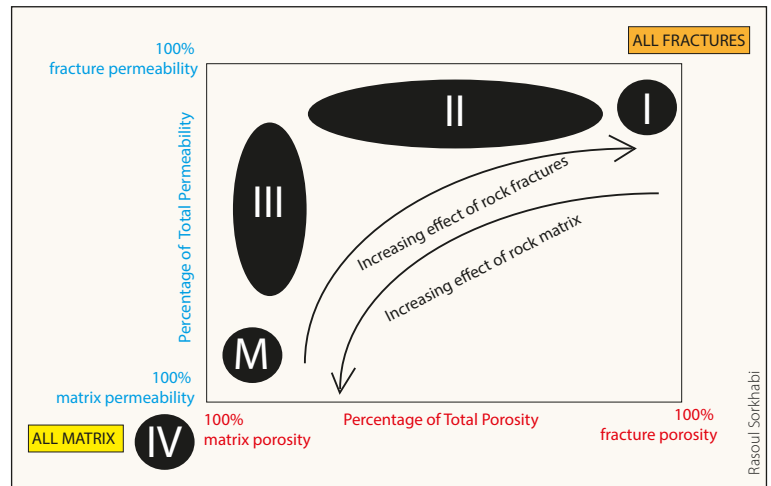 ALL FRACTURES
100%
fracture permeability
I
II
III
Percentage of Total Permeability
Increasing effect of rock fractures
Increasing effect of rock matrix
M
100%
matrix permeability
ALL MATRIX
IV
100%
matrix porosity
Percentage of Total Porosity
100%
fracture porosity
Rasoul Sorkhabi